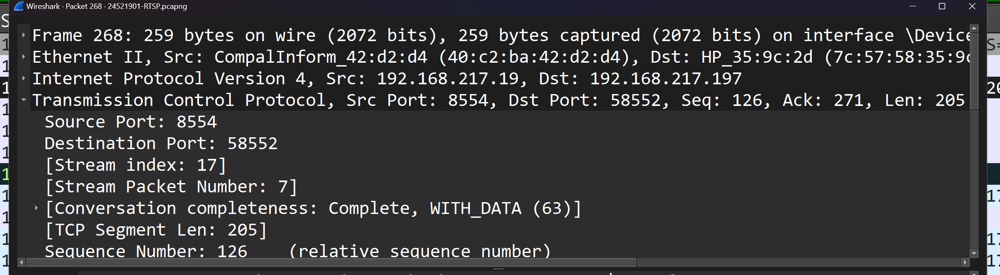 Wireshark · Packet 268 · 24521901-RTSP.pcapng
Frame 268: 259 bytes on wire (2072 bits), 259 bytes captured (2072 bits) on interface \Device
Ethernet II, Src: CompalInform_42:d2:d4 (40:c2:ba:42:d2:d4), Dst: HP_35:9c:2d (7c:57:58:35:9c
Internet Protocol Version 4, Src: 192.168.217.19, Dst: 192.168.217.197
Transmission Control Protocol, Src Port: 8554, Dst Port: 58552, Seq: 126, Ack: 271, Len: 205
Source Port: 8554
Destination Port: 58552
[Stream index: 17]
[Stream Packet Number: 7]
[Conversation completeness: Complete, WITH_DATA (63)]
[TCP Segment Len: 205]
Sequence Number: 126    (relative sequence number)